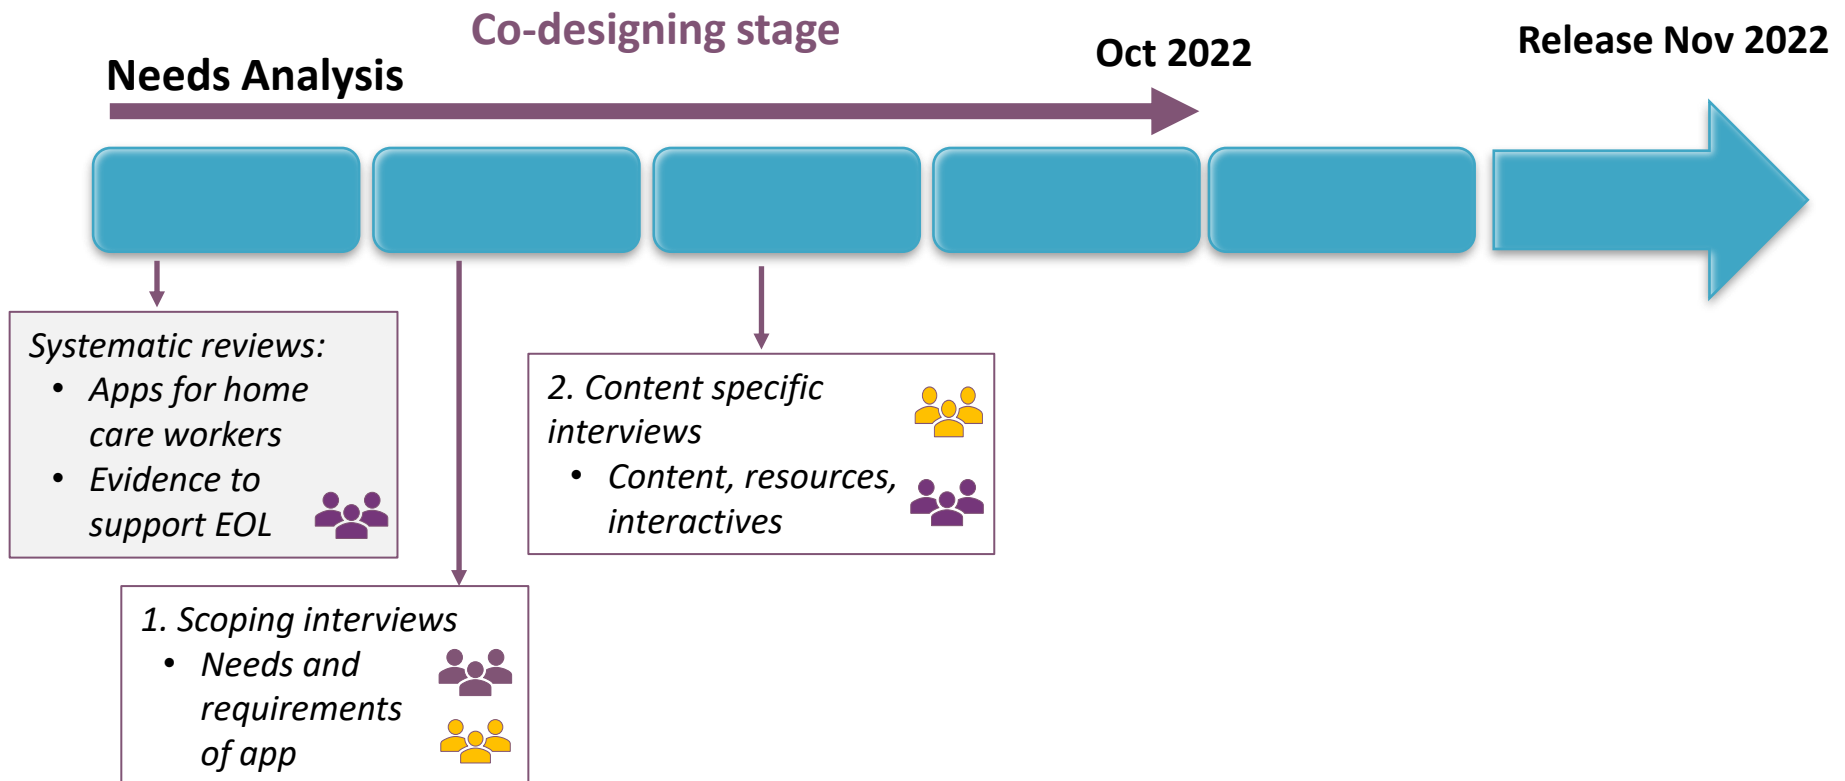 Co-designing stage
Needs Analysis
Oct 2022
Release Nov 2022
Systematic reviews:
• Apps for home
care workers
• Evidence to
support EOL
1. Scoping interviews
• Needs and
requirements
of app
2. Content specific
interviews
• Content, resources,
interactives